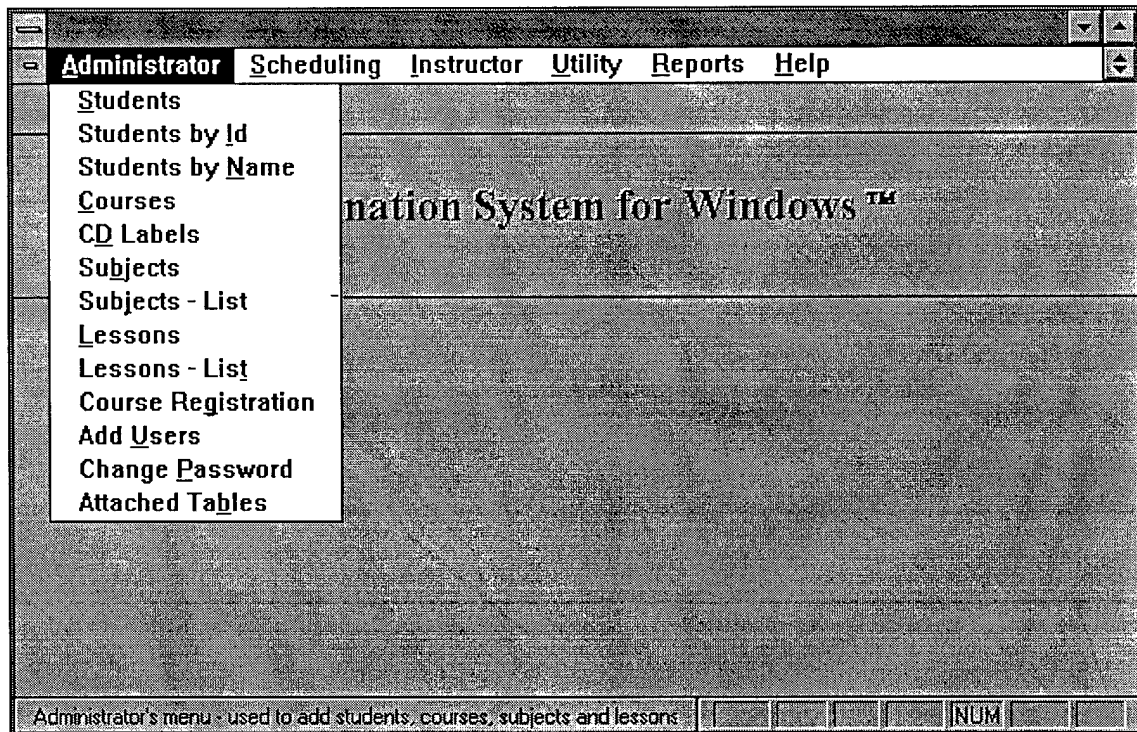 Administrator Scheduling Instructor Utility Reports Help
Students
Students by Id
Students by Name
Courses
CD Labels
Subjects
Subjects - List
Lessons
Lessons - List
Course Registration
Add Users
Change Password
Attached Tables
nation System for Windows ™
Administrator's menu - used to add students, courses, subjects and lessons NUM